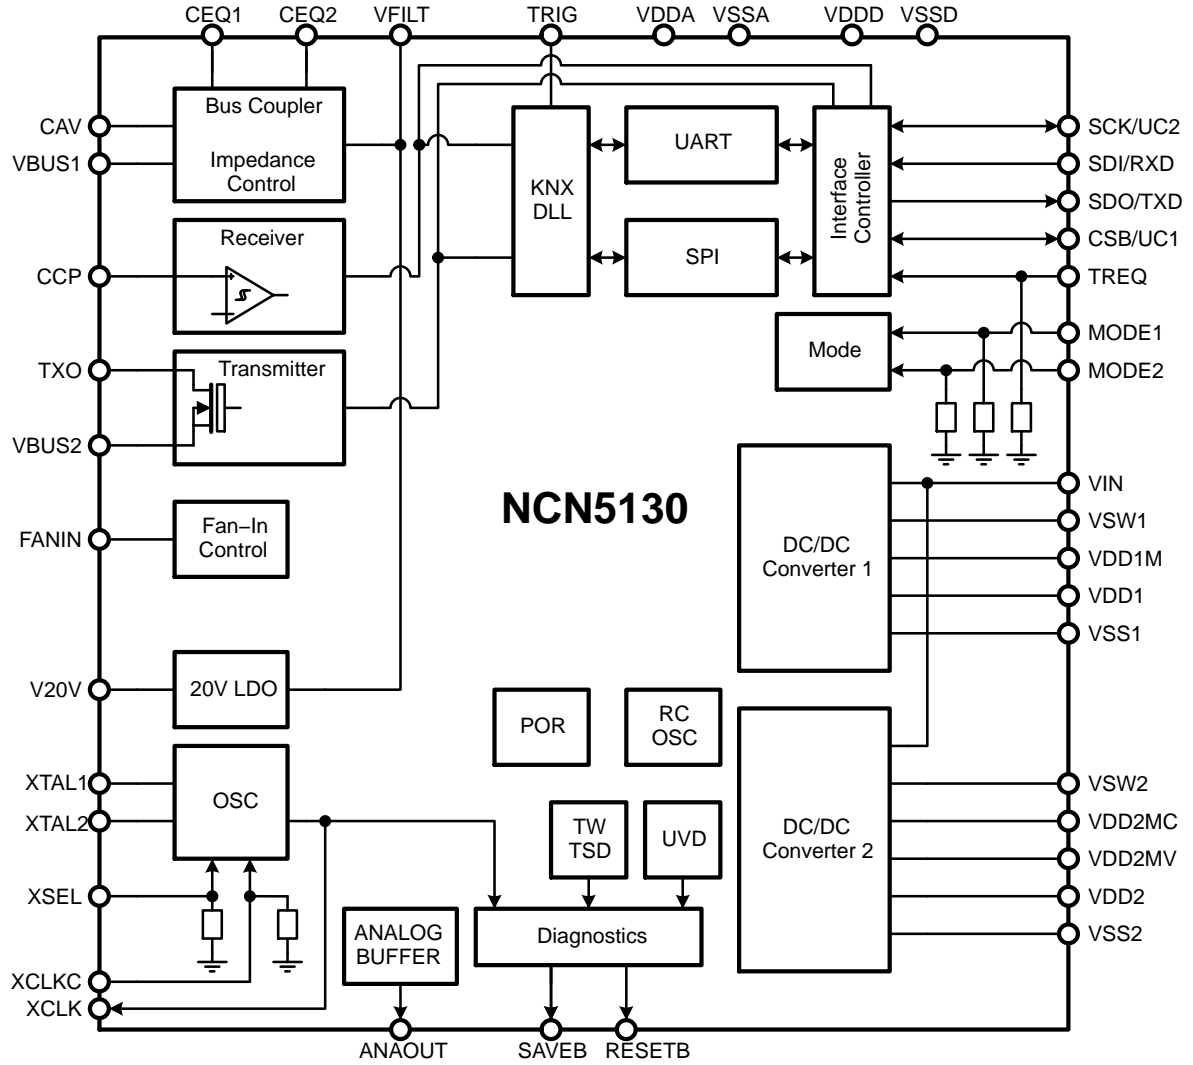 CEQ1 CEQ2 VFILT TRIG VDDA VSSA VDDD VSSD
CAV
VBUS1
Bus Coupler
Impedance
Control
CCP
Receiver
TXO
VBUS2
Transmitter
FANIN
Fan–In
Control
V20V
20V LDO
XTAL1
XTAL2
OSC
XSEL
XCLKC
XCLK
KNX
DLL
UART
SPI
Interface
Controller
Mode
SCK/UC2
SDI/RXD
SDO/TXD
CSB/UC1
TREQ
MODE1
MODE2
NCN5130
DC/DC
Converter 1
VIN
VSW1
VDD1M
VDD1
VSS1
POR
RC
OSC
TW
TSD
UVD
DC/DC
Converter 2
VSW2
VDD2MC
VDD2MV
VDD2
VSS2
ANALOG
BUFFER
Diagnostics
ANAOUT SAVEB RESETB